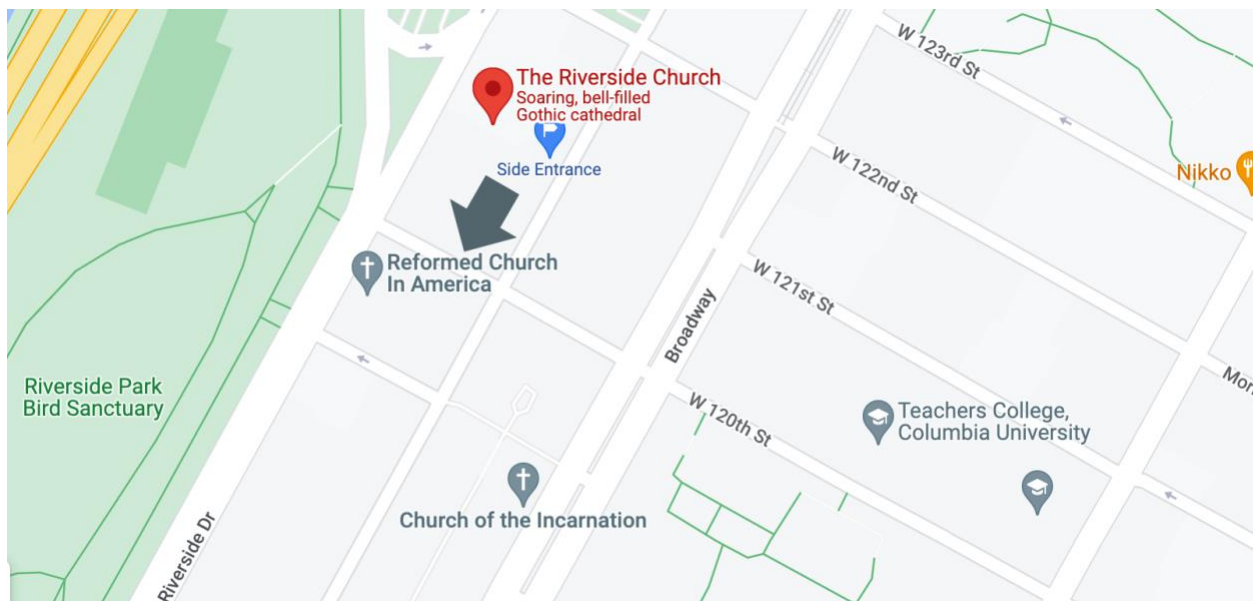 W 123rd St
The Riverside Church
Soaring, bell-filled
Gothic cathedral
Side Entrance
W 122nd St
Nikko
Reformed Church
In America
W 121st St
Broadway
Riverside Park
Bird Sanctuary
W 120th St
Teachers College,
Columbia University
Church of the Incarnation
Riverside Dr